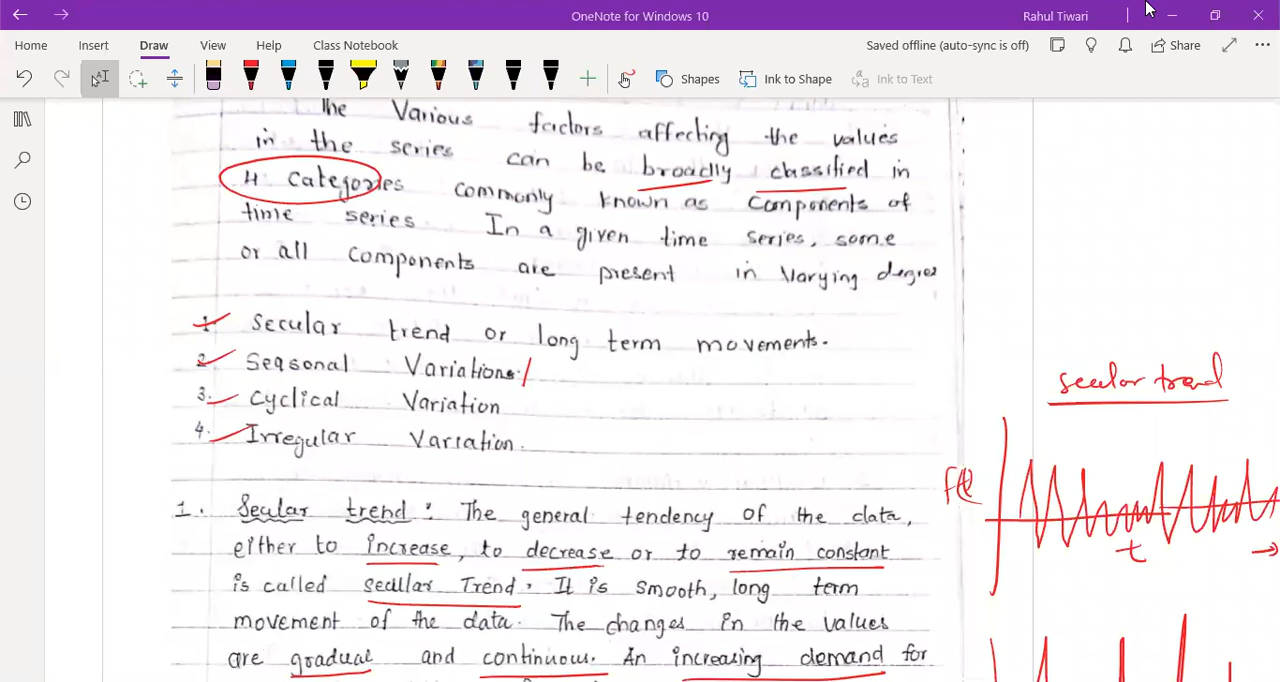 OneNote for Windows 10
Rahul Tiwari
Home Insert Draw View Help Class Notebook
Saved offline (auto-sync is off) Share
Shapes Ink to Shape Ink to Text
The Various factors affecting the values
in the series can be broadly classified in
4 Categories commonly known as Components of
time series. In a given time series, some
or all components are present in varying degree
1. Secular trend or long term movements.
2. Seasonal Variations/
3. Cyclical Variation
4. Irregular Variation.
1. Secular trend : The general tendency of the data,
either to increase, to decrease or to remain constant
is called secular Trend. It is smooth, long term
movement of the data. The changes in the values
are gradual and continuous. An increasing demand for
secular trend
t